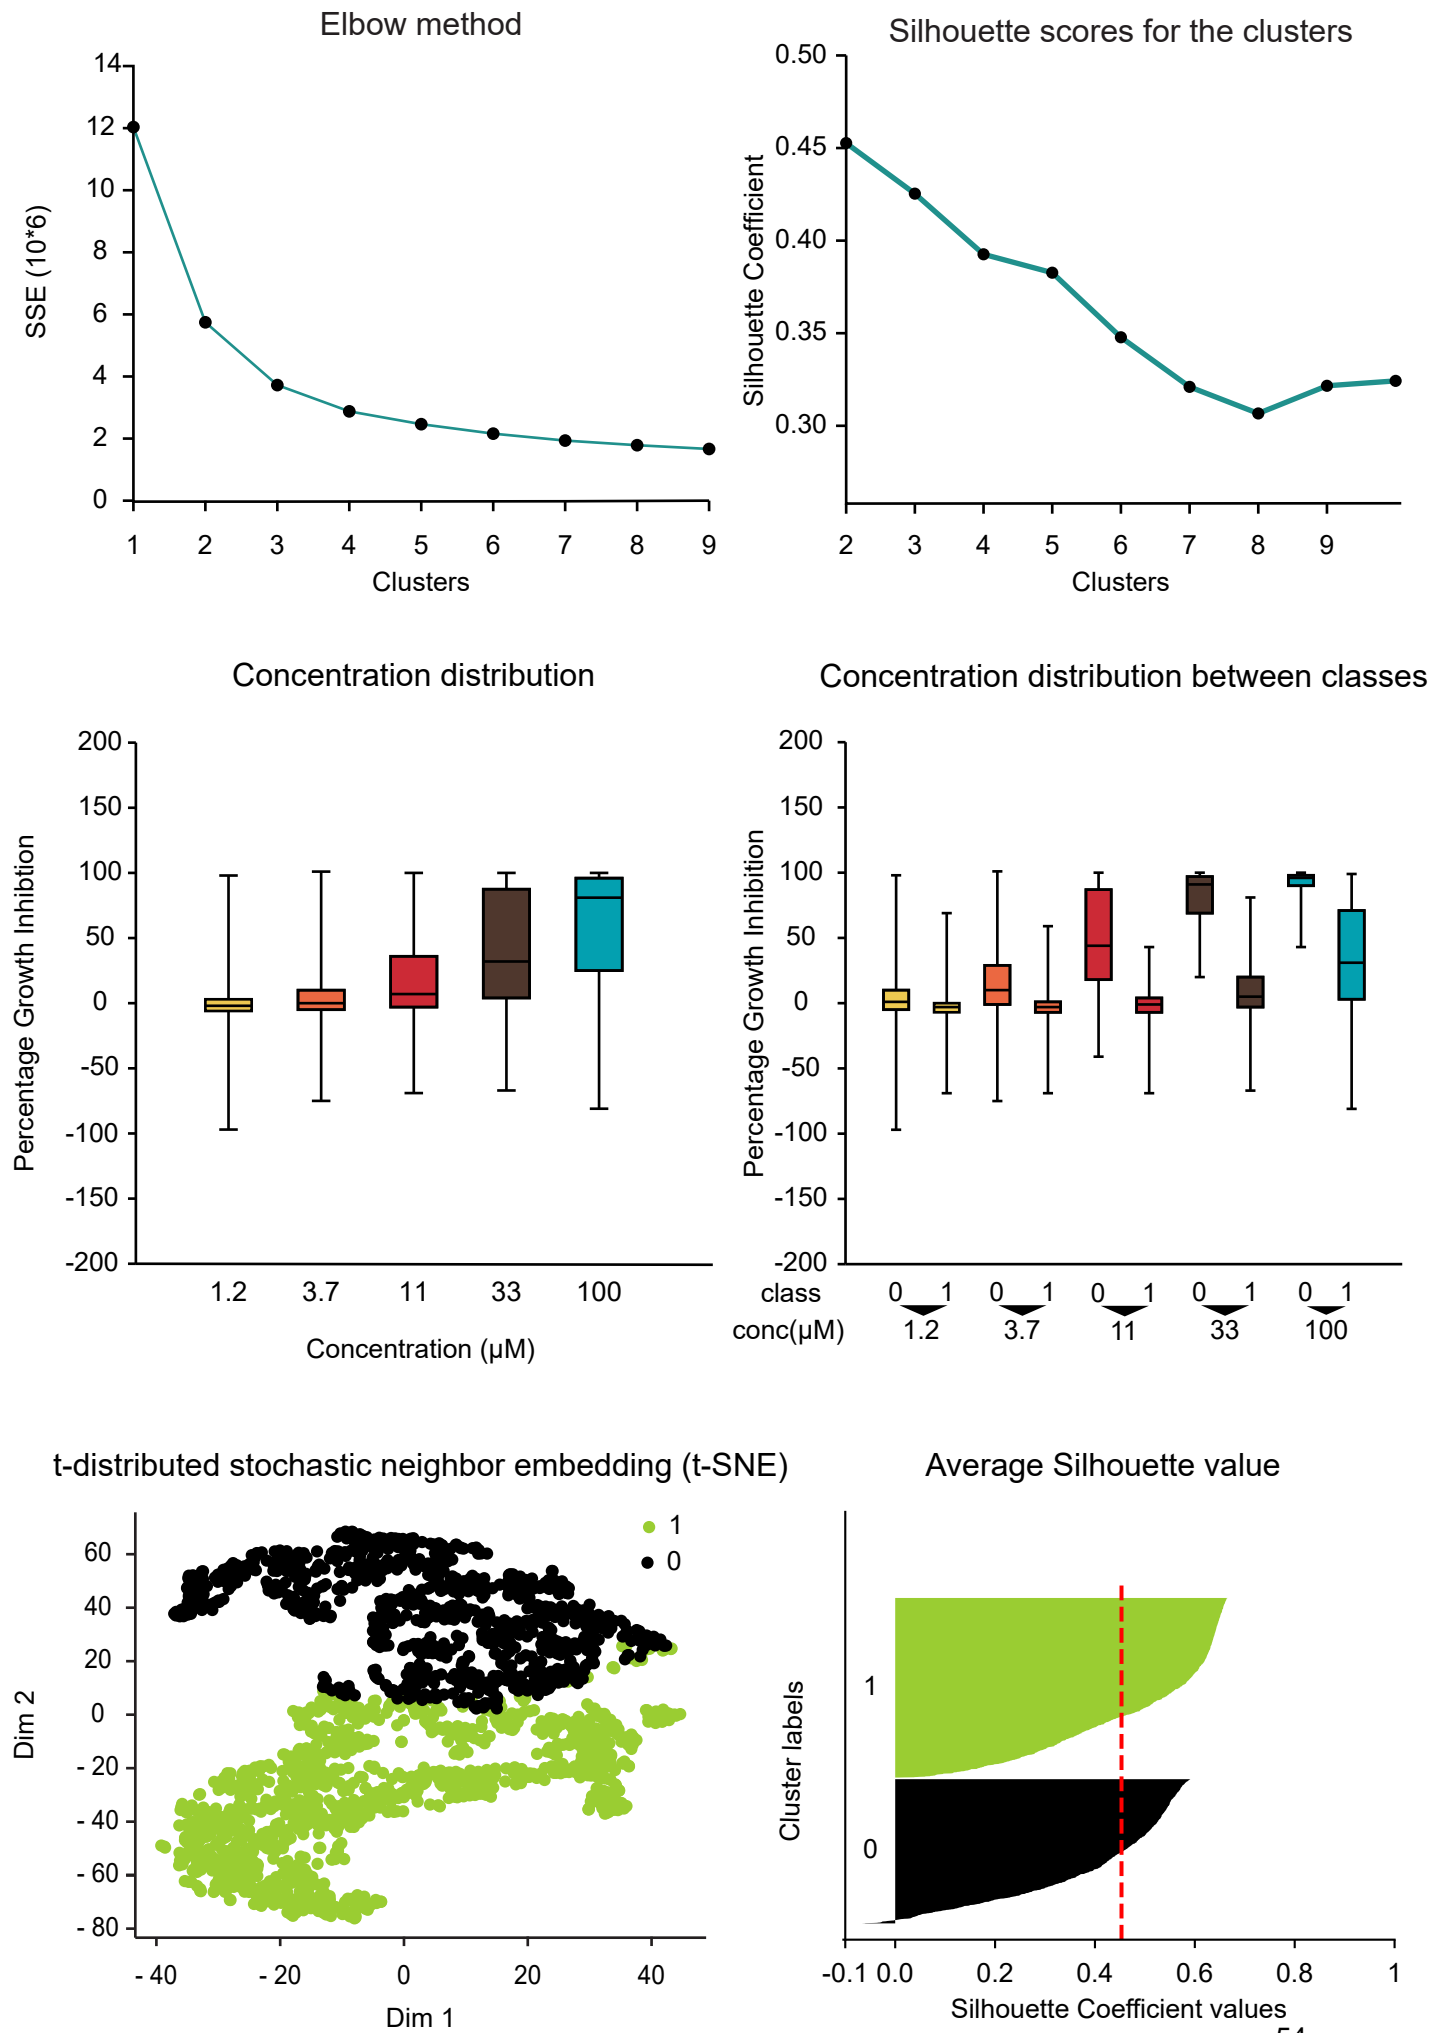 Elbow method
14
12
10
8
6
4
2
0
SSE (10*6)
1 2 3 4 5 6 7 8 9
Clusters
Silhouette scores for the clusters
0.50
0.45
0.40
0.35
0.30
Silhouette Coefficient
2 3 4 5 6 7 8 9
Clusters
Concentration distribution
200
150
100
50
0
-50
-100
-150
-200
Percentage Growth Inhibtion
1.2 3.7 11 33 100
Concentration (µM)
Concentration distribution between classes
200
150
100
50
0
-50
-100
-150
-200
Percentage Growth Inhibition
class 0 1 0 1 0 1 0 1 0 1
conc(µM) 1.2 3.7 11 33 100
t-distributed stochastic neighbor embedding (t-SNE)
1
0
60
40
20
0
- 20
- 40
- 60
- 80
Dim 2
- 40 - 20 0 20 40
Dim 1
Average Silhouette value
1
0
Cluster labels
-0.1 0.0 0.2 0.4 0.6 0.8 1
Silhouette Coefficient values